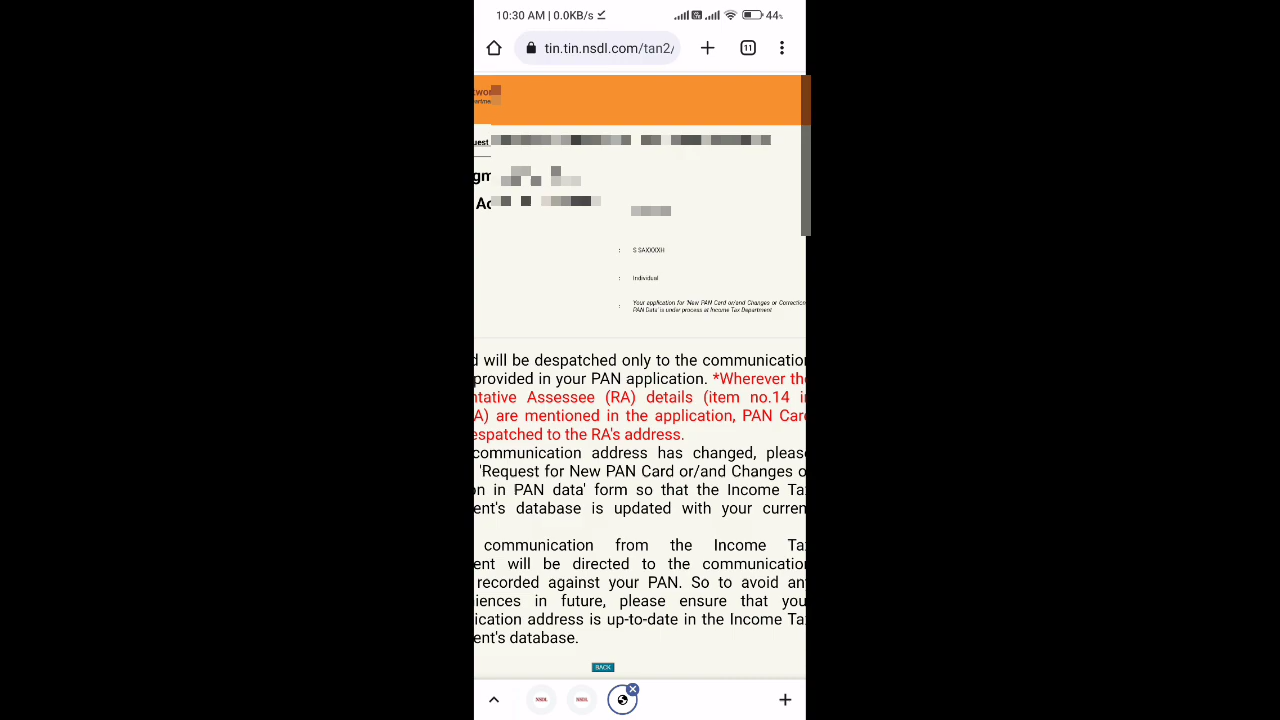 10:30 AM | 0.0KB/s
44%
tin.tin.nsdl.com/tan2/
11
uest
gm
Ac
: S SAXXXXH
: Individual
: Your application for 'New PAN Card or/and Changes or Correction
PAN Data' is under process at Income Tax Department
d will be despatched only to the communication
provided in your PAN application. *Wherever the
ntative Assessee (RA) details (item no.14 i
A) are mentioned in the application, PAN Card
espatched to the RA's address.
communication address has changed, please
'Request for New PAN Card or/and Changes o
on in PAN data' form so that the Income Ta
ent's database is updated with your curren
communication from the Income Ta
ent will be directed to the communication
recorded against your PAN. So to avoid an
iences in future, please ensure that you
ication address is up-to-date in the Income Ta
ent's database.
BACK
NSDL NSDL